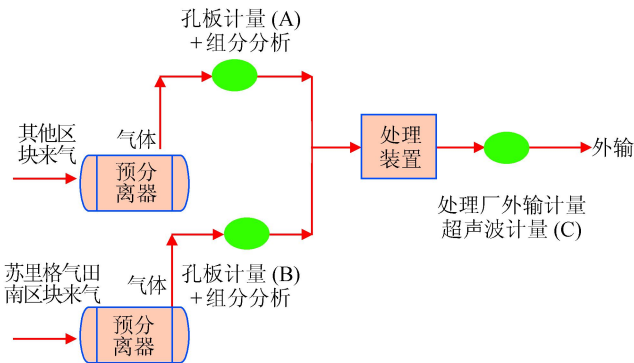 孔板计量 (A)
+组分分析
其他区
块来气
气体
预分
离器
处理
装置
外输
处理厂外输计量
超声波计量 (C)
苏里格气田
南区块来气
气体
孔板计量 (B)
+组分分析
预分
离器